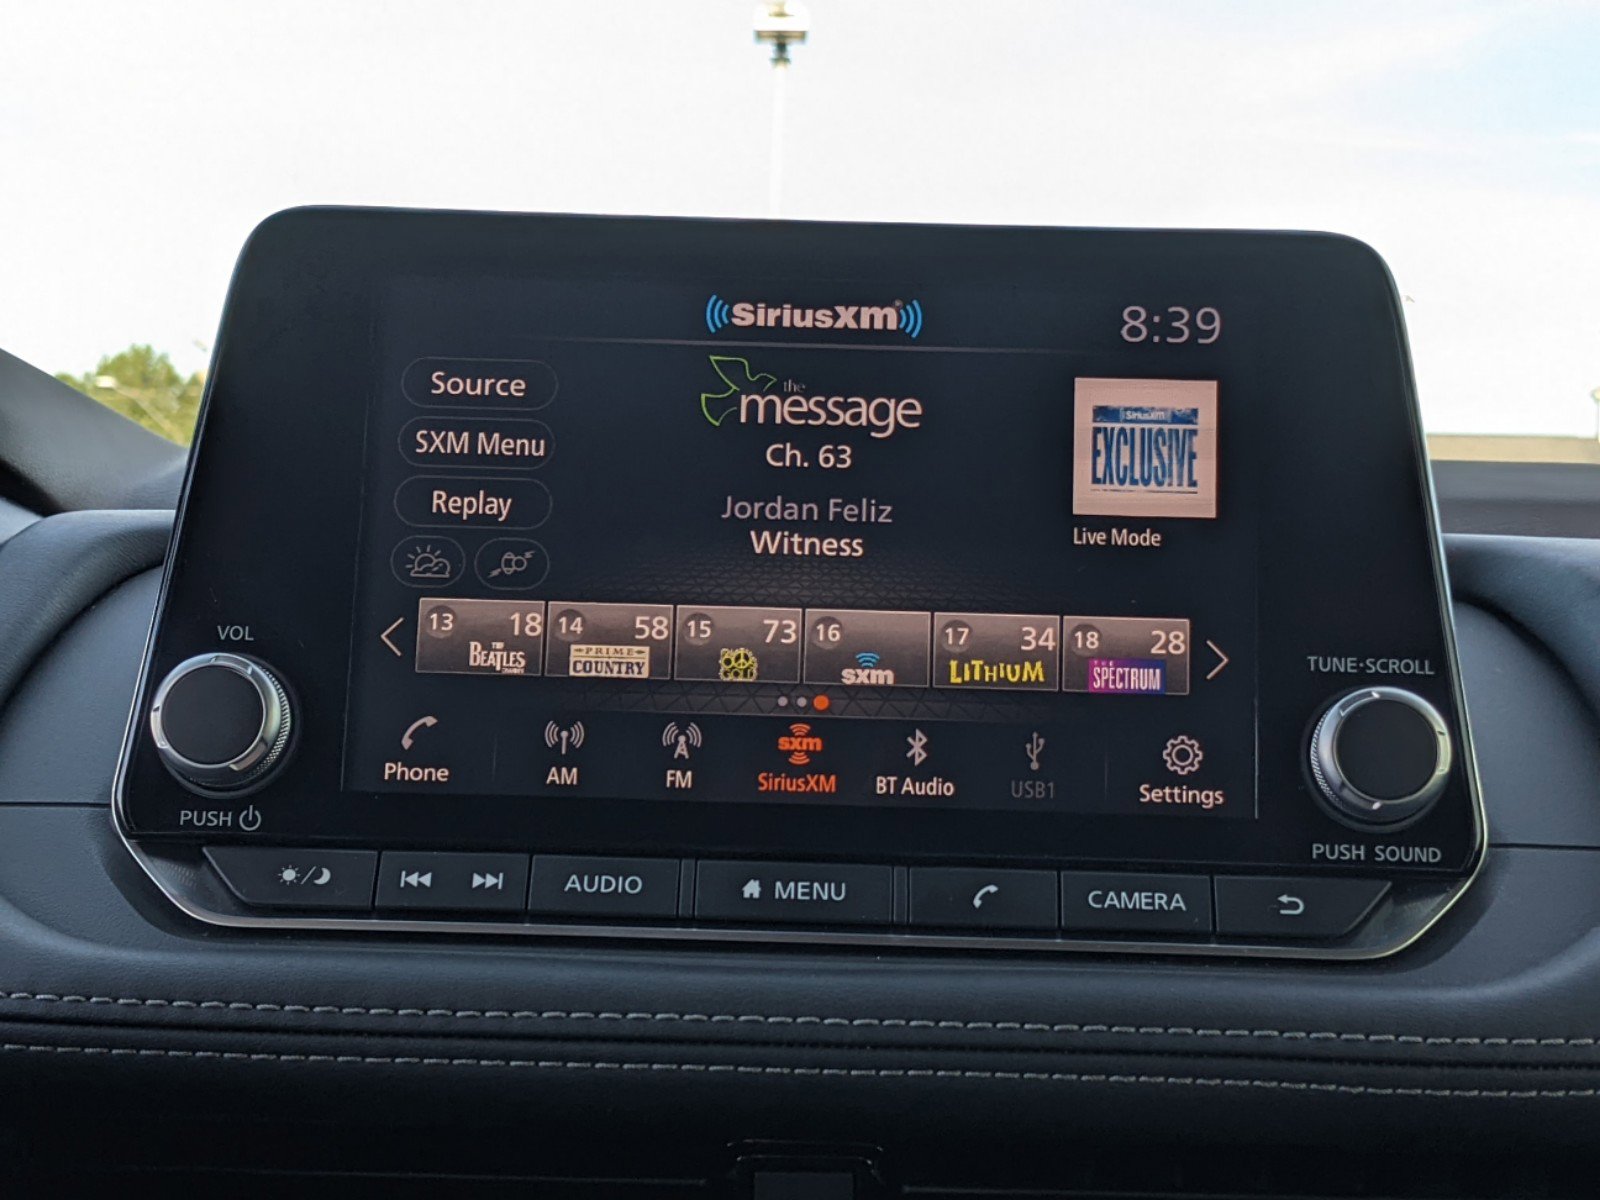 SiriusXM
8:39
Source
SXM Menu
Replay
the
message
Ch. 63
Jordan Feliz
Witness
SiriusXM
EXCLUSIVE
Live Mode
13 18
THE
BEATLES
14 58
PRIME
COUNTRY
15 73
GOLD
16
sxm
17 34
LITHIUM
18 28
THE
SPECTRUM
VOL
PUSH
TUNE·SCROLL
PUSH SOUND
Phone
AM
FM
sxm
SiriusXM
BT Audio
USB1
Settings
AUDIO
MENU
CAMERA